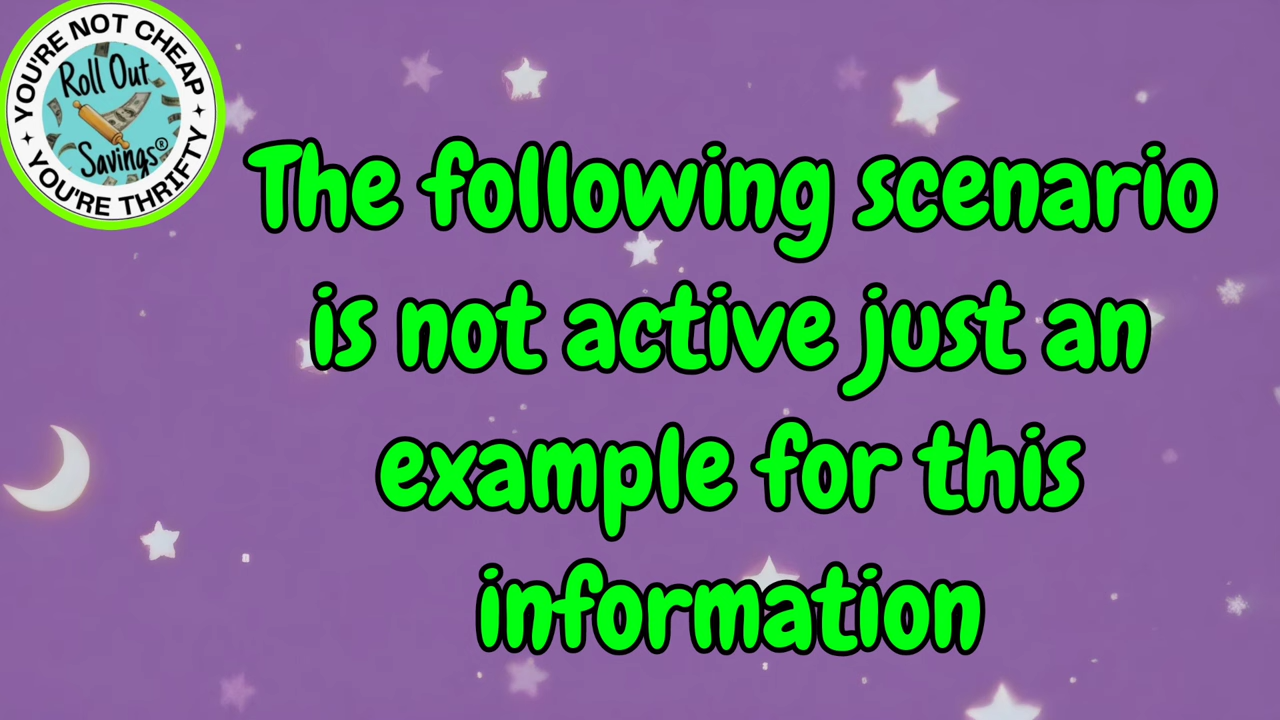 YOU'RE NOT CHEAP
Roll Out
Savings®
YOU'RE THRIFTY
The following scenario
is not active just an
example for this
information